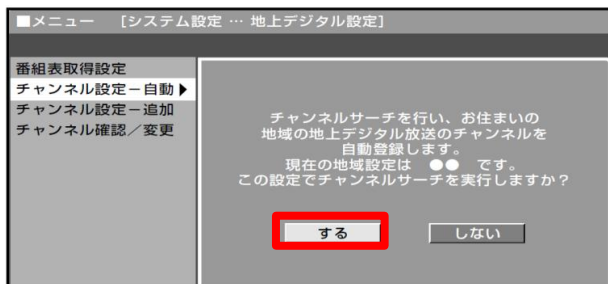 ■メニュー [システム設定 … 地上デジタル設定]
番組表取得設定
チャンネル設定－自動▶
チャンネル設定－追加
チャンネル確認／変更
チャンネルサーチを行い、お住まいの
地域の地上デジタル放送のチャンネルを
自動登録します。
現在の地域設定は ●● です。
この設定でチャンネルサーチを実行しますか？
する
しない